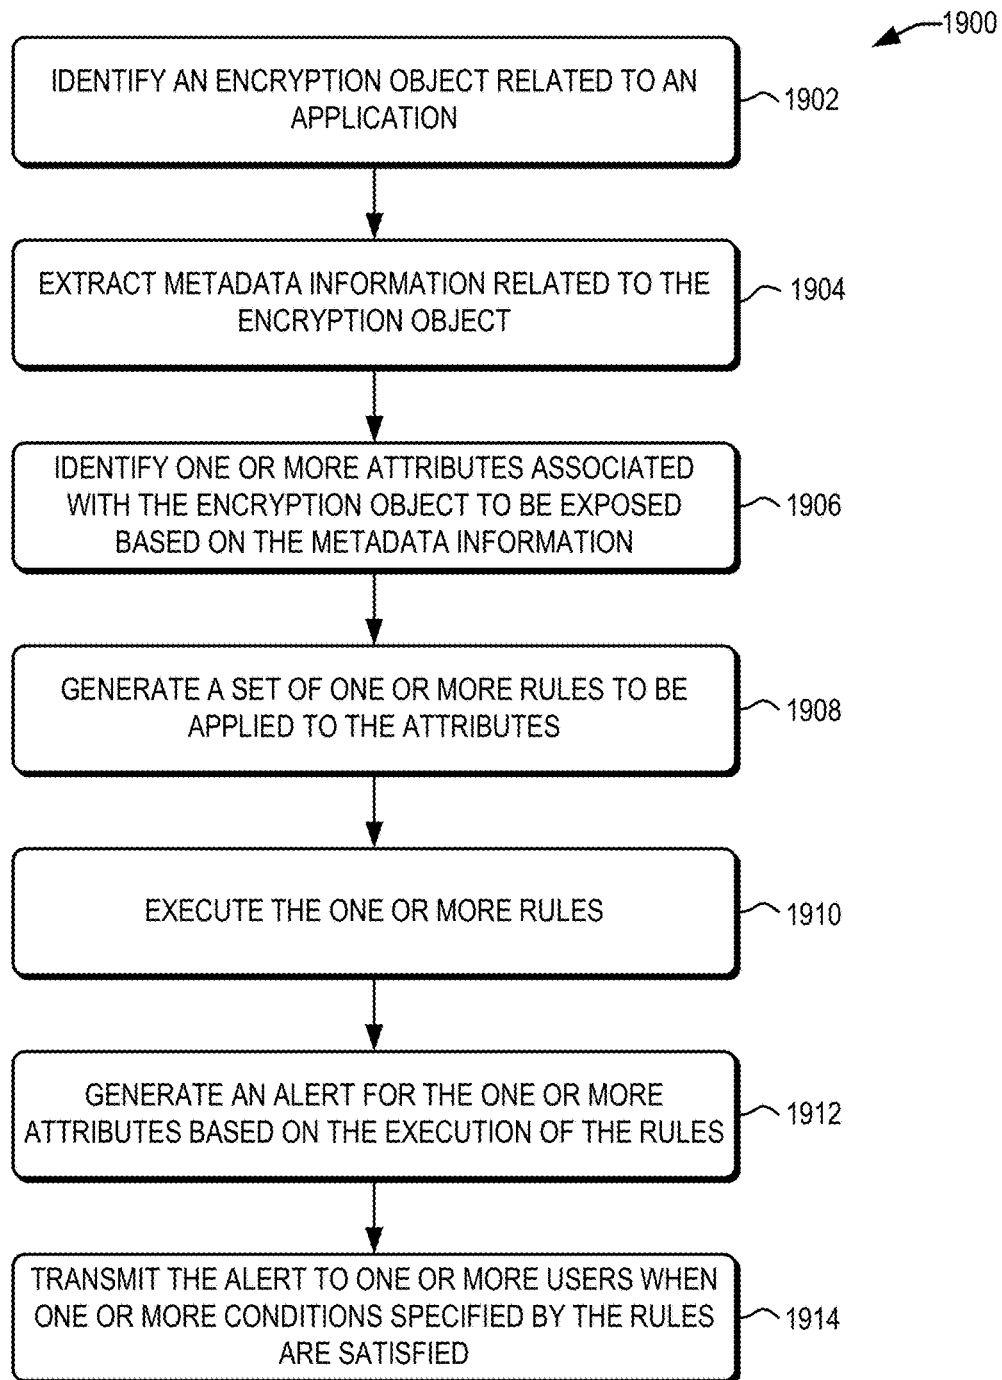 1900
IDENTIFY AN ENCRYPTION OBJECT RELATED TO AN
APPLICATION
1902
EXTRACT METADATA INFORMATION RELATED TO THE
ENCRYPTION OBJECT
1904
IDENTIFY ONE OR MORE ATTRIBUTES ASSOCIATED
WITH THE ENCRYPTION OBJECT TO BE EXPOSED
BASED ON THE METADATA INFORMATION
1906
GENERATE A SET OF ONE OR MORE RULES TO BE
APPLIED TO THE ATTRIBUTES
1908
EXECUTE THE ONE OR MORE RULES
1910
GENERATE AN ALERT FOR THE ONE OR MORE
ATTRIBUTES BASED ON THE EXECUTION OF THE RULES
1912
TRANSMIT THE ALERT TO ONE OR MORE USERS WHEN
ONE OR MORE CONDITIONS SPECIFIED BY THE RULES
ARE SATISFIED
1914